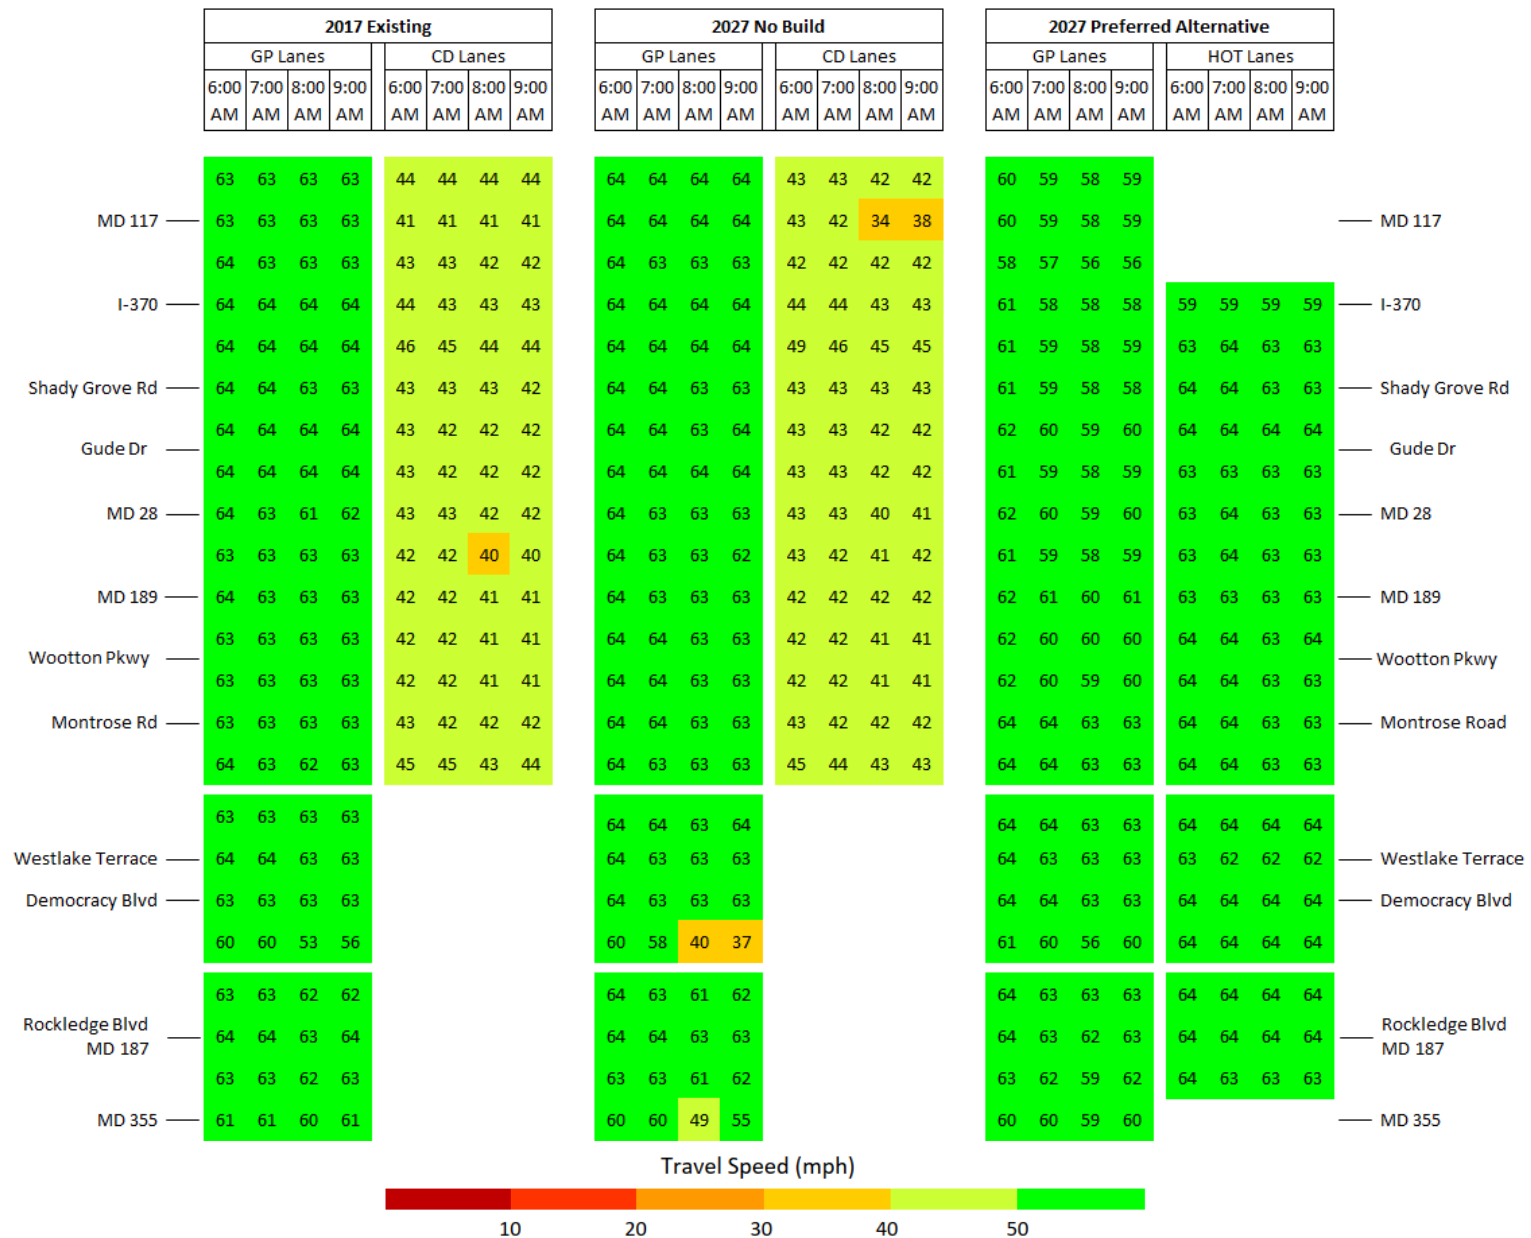 2017 Existing 2027 No Build 2027 Preferred Alternative
GP Lanes CD Lanes GP Lanes CD Lanes GP Lanes HOT Lanes
6:00 7:00 8:00 9:00 6:00 7:00 8:00 9:00 6:00 7:00 8:00 9:00 6:00 7:00 8:00 9:00 6:00 7:00 8:00 9:00 6:00 7:00 8:00 9:00
AM AM AM AM AM AM AM AM AM AM AM AM AM AM AM AM AM AM AM AM AM AM AM AM
63 63 63 63 44 44 44 44 64 64 64 64 43 43 42 42 60 59 58 59
MD 117 63 63 63 63 41 41 41 41 64 64 64 64 43 42 34 38 60 59 58 59 MD 117
64 63 63 63 43 43 42 42 64 63 63 63 42 42 42 42 58 57 56 56
I-370 64 64 64 64 44 43 43 43 64 64 64 64 44 44 43 43 61 58 58 58 59 59 59 59 I-370
64 64 64 64 46 45 44 44 64 64 64 64 49 46 45 45 61 59 58 59 63 64 63 63
Shady Grove Rd 64 64 63 63 43 43 43 42 64 64 63 63 43 43 43 43 61 59 58 58 64 64 63 63 Shady Grove Rd
64 64 64 64 43 42 42 42 64 64 63 64 43 43 42 42 62 60 59 60 64 64 64 64
Gude Dr Gude Dr
64 64 64 64 43 42 42 42 64 64 63 63 43 43 42 42 61 59 58 59 63 63 63 63
MD 28 64 63 61 62 43 43 42 42 64 63 63 63 43 43 40 41 62 60 59 60 63 64 63 63 MD 28
63 63 63 63 42 42 40 40 64 63 63 62 43 42 41 42 61 59 58 59 63 64 63 63
MD 189 64 63 63 63 42 42 41 41 64 63 63 63 42 42 42 42 62 61 60 61 63 63 63 63 MD 189
63 63 63 63 42 42 41 41 64 64 63 63 42 42 41 41 62 60 60 60 64 64 63 64
Wootton Pkwy Wootton Pkwy
63 63 63 63 42 42 41 41 64 64 63 63 42 42 41 41 62 60 59 60 64 64 63 63
Montrose Rd 63 63 63 63 43 42 42 42 64 64 63 63 43 42 42 42 64 64 63 63 64 64 63 63 Montrose Road
64 63 62 63 45 45 43 44 64 63 63 63 45 44 43 43 64 64 63 63 64 64 63 63
63 63 63 63 64 64 63 64 64 64 63 63 64 64 64 64
Westlake Terrace 64 64 63 63 64 63 63 63 64 63 63 63 63 62 62 62 Westlake Terrace
Democracy Blvd 63 63 63 63 64 63 63 63 64 64 63 63 64 64 64 64 Democracy Blvd
60 60 53 56 60 58 40 37 61 60 56 60 64 64 64 64
63 63 62 62 64 63 61 62 64 63 63 63 64 64 64 64
Rockledge Blvd Rockledge Blvd
64 64 63 64 64 64 63 63 64 63 62 63 64 64 64 64
MD 187 MD 187
63 63 62 63 63 63 61 62 63 62 59 62 64 63 63 63
MD 355 61 61 60 61 60 60 49 55 60 60 59 60 MD 355
Travel Speed (mph)
10 20 30 40 50